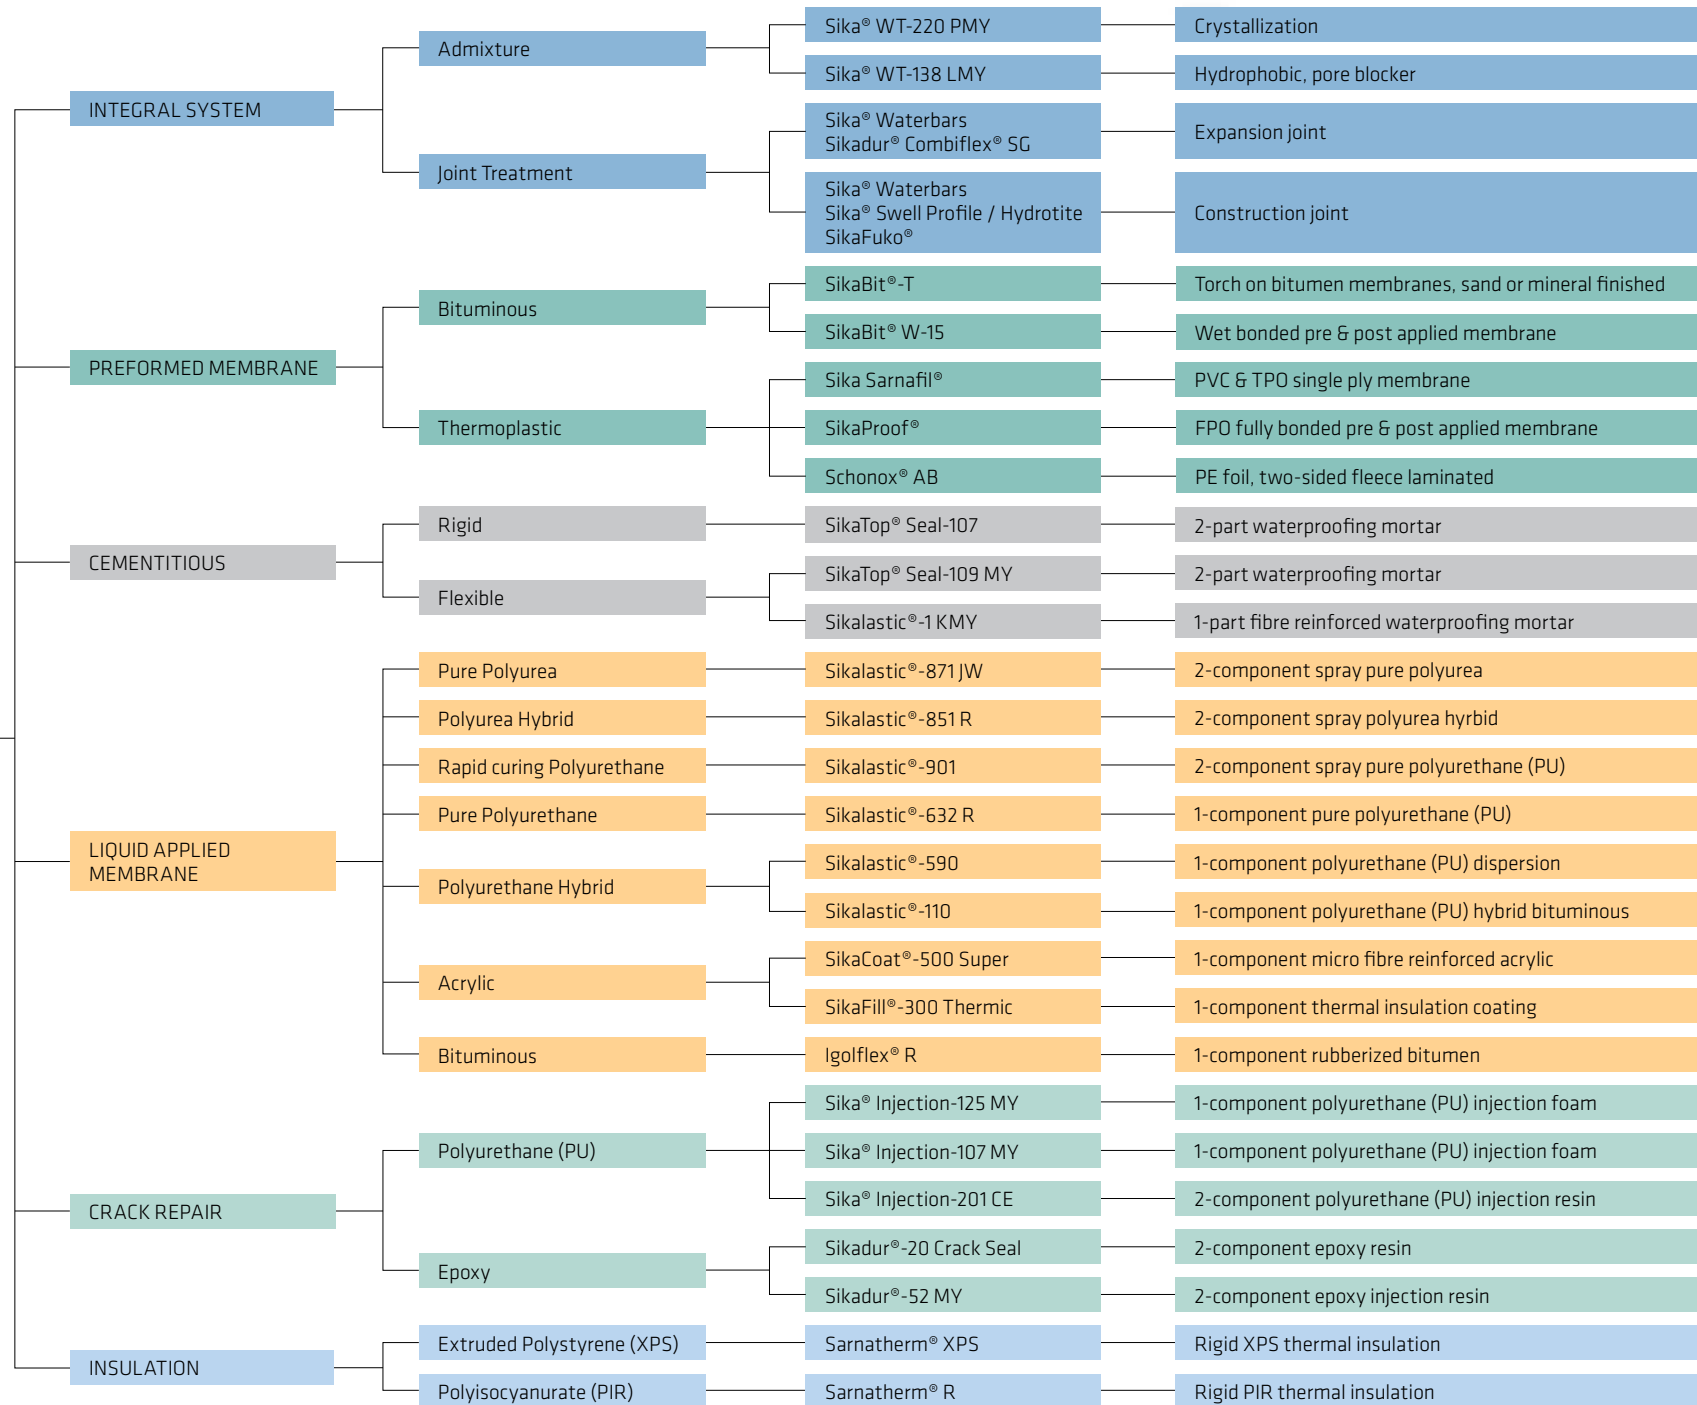 INTEGRAL SYSTEM
Admixture
Sika® WT-220 PMY
Crystallization
Sika® WT-138 LMY
Hydrophobic, pore blocker
Joint Treatment
Sika® Waterbars
Sikadur® Combiflex® SG
Expansion joint
Sika® Waterbars
Sika® Swell Profile / Hydrotite
SikaFuko®
Construction joint
PREFORMED MEMBRANE
Bituminous
SikaBit®-T
Torch on bitumen membranes, sand or mineral finished
SikaBit® W-15
Wet bonded pre & post applied membrane
Thermoplastic
Sika Sarnafil®
PVC & TPO single ply membrane
SikaProof®
FPO fully bonded pre & post applied membrane
Schonox® AB
PE foil, two-sided fleece laminated
CEMENTITIOUS
Rigid
SikaTop® Seal-107
2-part waterproofing mortar
Flexible
SikaTop® Seal-109 MY
2-part waterproofing mortar
Sikalastic®-1 KMY
1-part fibre reinforced waterproofing mortar
LIQUID APPLIED
MEMBRANE
Pure Polyurea
Sikalastic®-871 JW
2-component spray pure polyurea
Polyurea Hybrid
Sikalastic®-851 R
2-component spray polyurea hyrbid
Rapid curing Polyurethane
Sikalastic®-901
2-component spray pure polyurethane (PU)
Pure Polyurethane
Sikalastic®-632 R
1-component pure polyurethane (PU)
Polyurethane Hybrid
Sikalastic®-590
1-component polyurethane (PU) dispersion
Sikalastic®-110
1-component polyurethane (PU) hybrid bituminous
Acrylic
SikaCoat®-500 Super
1-component micro fibre reinforced acrylic
SikaFill®-300 Thermic
1-component thermal insulation coating
Bituminous
Igolflex® R
1-component rubberized bitumen
CRACK REPAIR
Polyurethane (PU)
Sika® Injection-125 MY
1-component polyurethane (PU) injection foam
Sika® Injection-107 MY
1-component polyurethane (PU) injection foam
Sika® Injection-201 CE
2-component polyurethane (PU) injection resin
Epoxy
Sikadur®-20 Crack Seal
2-component epoxy resin
Sikadur®-52 MY
2-component epoxy injection resin
INSULATION
Extruded Polystyrene (XPS)
Sarnatherm® XPS
Rigid XPS thermal insulation
Polyisocyanurate (PIR)
Sarnatherm® R
Rigid PIR thermal insulation